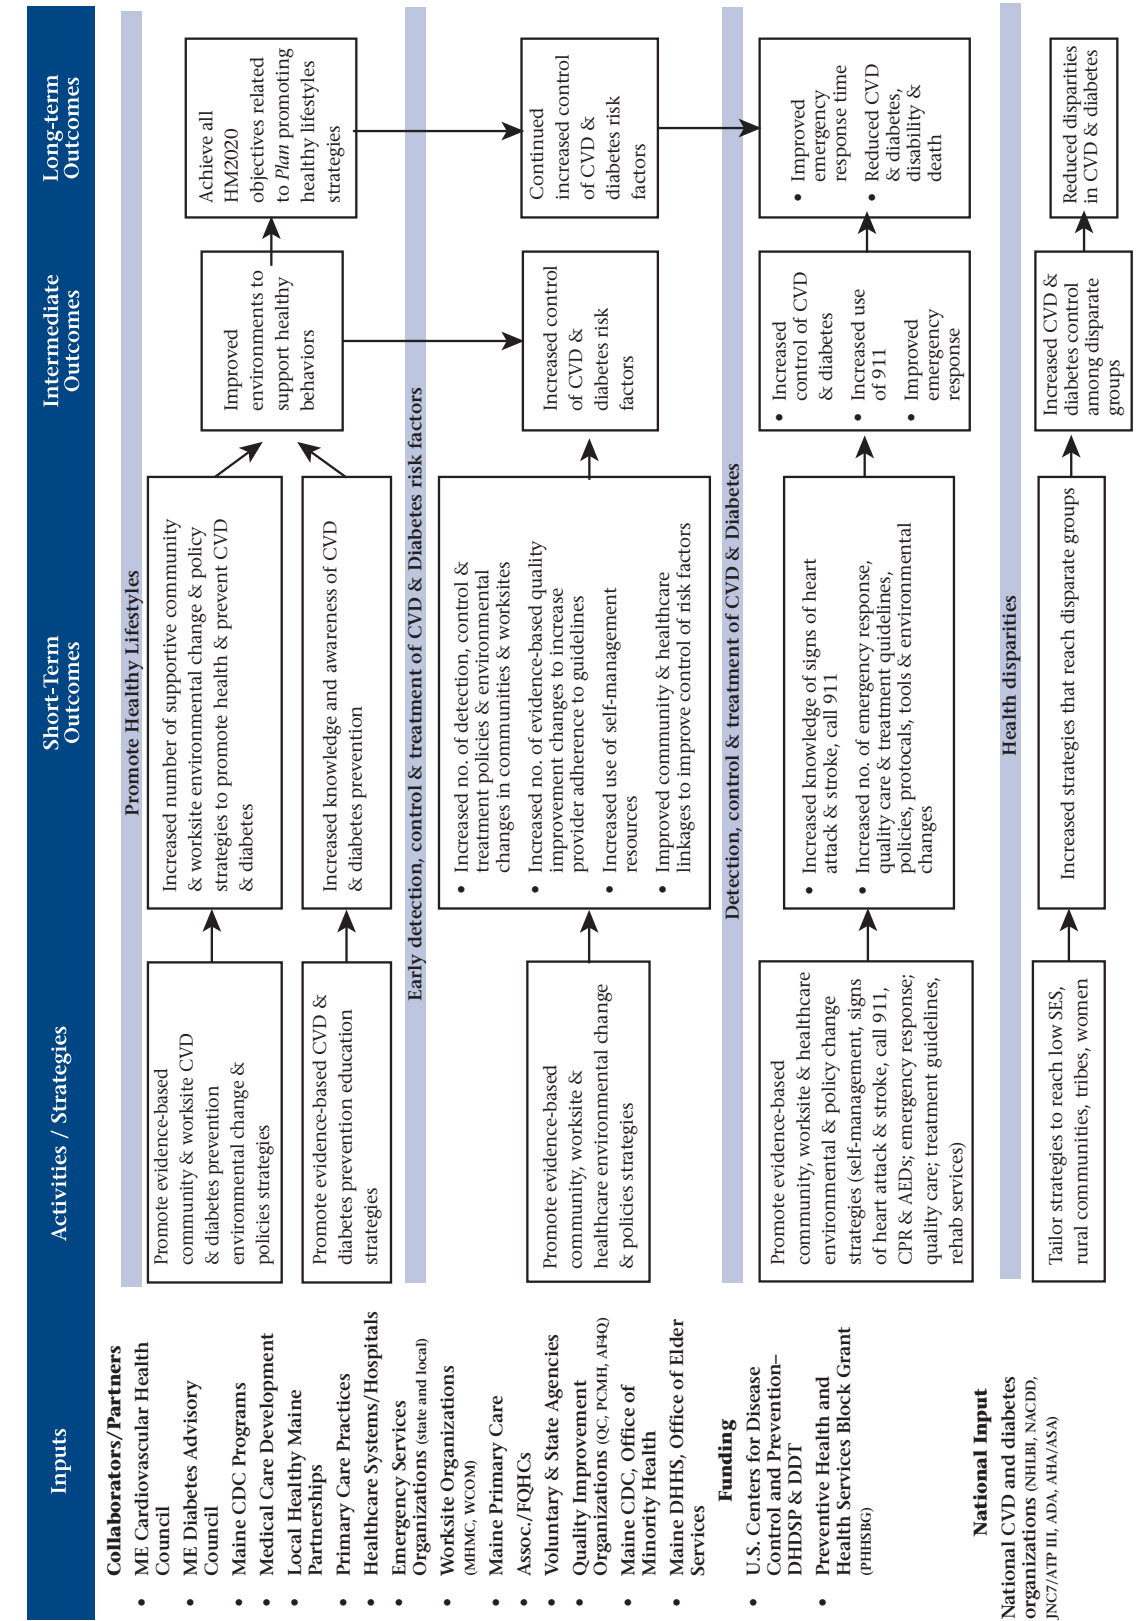 Inputs
Activities / Strategies
Short-Term
Outcomes
Intermediate
Outcomes
Long-term
Outcomes
Collaborators/Partners
• ME Cardiovascular Health
Council
• ME Diabetes Advisory
Council
• Maine CDC Programs
• Medical Care Development
• Local Healthy Maine
Partnerships
• Primary Care Practices
• Healthcare Systems/Hospitals
• Emergency Services
Organizations (state and local)
• Worksite Organizations
(MHMC, WCOM)
• Maine Primary Care
• Assoc./FQHCs
• Voluntary & State Agencies
• Quality Improvement
Organizations (QC, PCMH, AF4Q)
• Maine CDC, Office of
Minority Health
• Maine DHHS, Office of Elder
Services
Funding
• U.S. Centers for Disease
Control and Prevention–
DHDSP & DDT
• Preventive Health and
Health Services Block Grant
(PHHSBG)
National Input
National CVD and diabetes
organizations (NHLBI, NACDD,
JNC7/ATP III, ADA, AHA/ASA)
Promote Healthy Lifestyles
Promote evidence-based
community & worksite CVD
& diabetes prevention
environmental change &
policies strategies
Increased number of supportive community
& worksite environmental change & policy
strategies to promote health & prevent CVD
& diabetes
Promote evidence-based CVD &
diabetes prevention education
strategies
Increased knowledge and awareness of CVD
& diabetes prevention
Improved
environments to
support healthy
behaviors
Achieve all
HM2020
objectives related
to Plan promoting
healthy lifestyles
strategies
Early detection, control & treatment of CVD & Diabetes risk factors
Promote evidence-based
community, worksite &
healthcare environmental change
& policies strategies
• Increased no. of detection, control &
treatment policies & environmental
changes in communities & worksites
• Increased no. of evidence-based quality
improvement changes to increase
provider adherence to guidelines
• Increased use of self-management
resources
• Improved community & healthcare
linkages to improve control of risk factors
Increased control
of CVD &
diabetes risk
factors
Continued
increased control
of CVD &
diabetes risk
factors
Detection, control & treatment of CVD & Diabetes
Promote evidence-based
community, worksite & healthcare
environmental & policy change
strategies (self-management, signs
of heart attack & stroke, call 911,
CPR & AEDs; emergency response;
quality care; treatment guidelines,
rehab services)
• Increased knowledge of signs of heart
attack & stroke, call 911
• Increased no. of emergency response,
quality care & treatment guidelines,
policies, protocals, tools & environmental
changes
• Increased
control of CVD
& diabetes
• Increased use
of 911
• Improved
emergency
response
• Improved
emergency
response time
• Reduced CVD
& diabetes,
disability &
death
Health disparities
Tailor strategies to reach low SES,
rural communities, tribes, women
Increased strategies that reach disparate groups
Increased CVD &
diabetes control
among disparate
groups
Reduced disparities
in CVD & diabetes